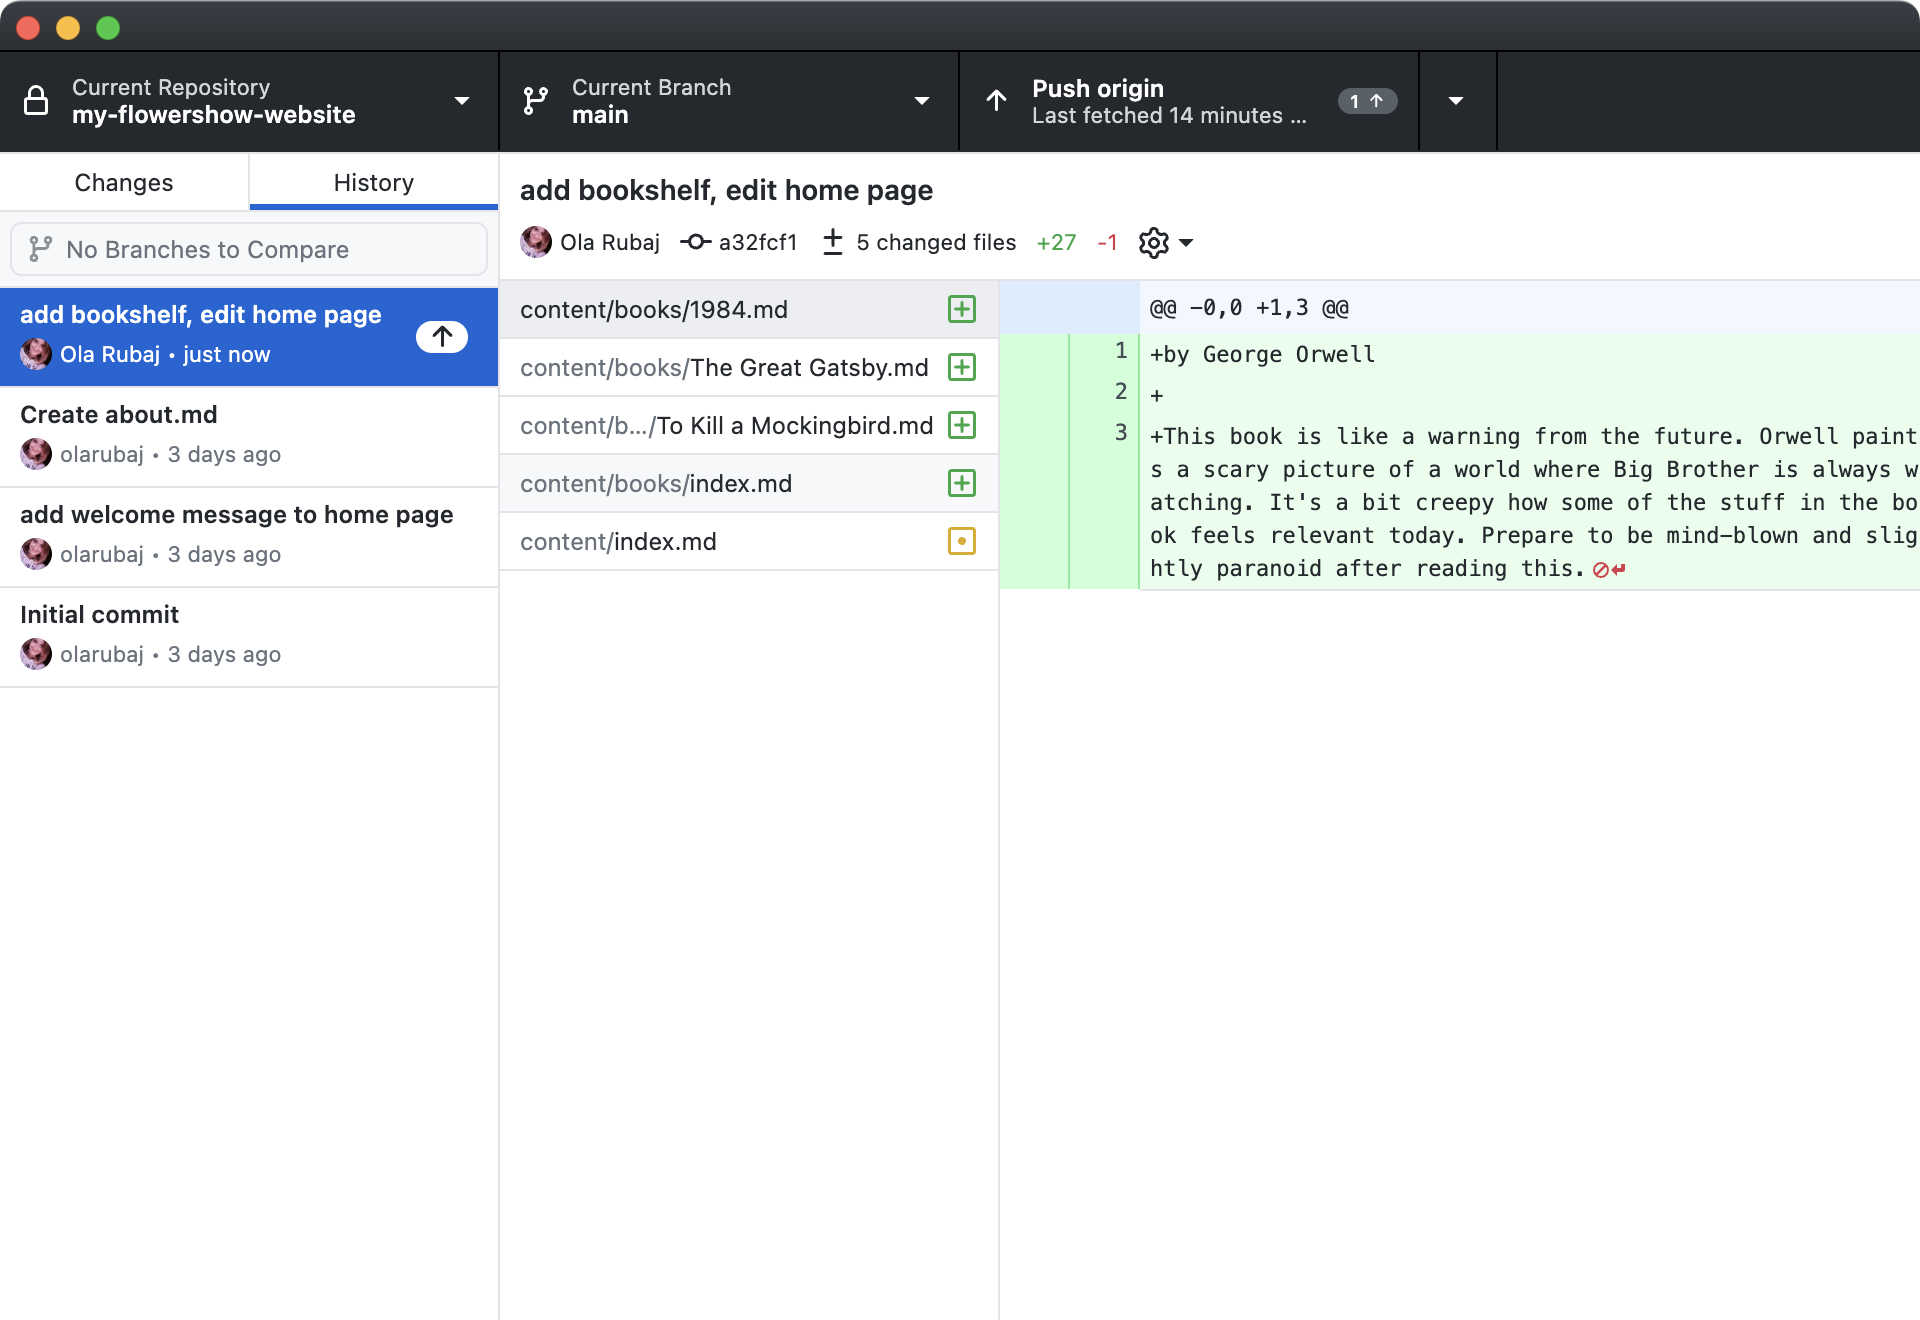 Current Repository
my-flowershow-website
Current Branch
main
Push origin
Last fetched 14 minutes ...
1
Changes
History
No Branches to Compare
add bookshelf, edit home page
Ola Rubaj • just now
Create about.md
olarubaj • 3 days ago
add welcome message to home page
olarubaj • 3 days ago
Initial commit
olarubaj • 3 days ago
add bookshelf, edit home page
Ola Rubaj a32fcf1 5 changed files +27 -1
content/books/1984.md
content/books/The Great Gatsby.md
content/b.../To Kill a Mockingbird.md
content/books/index.md
content/index.md
@@ -0,0 +1,3 @@
1 +by George Orwell
2 +
3 +This book is like a warning from the future. Orwell paint
s a scary picture of a world where Big Brother is always w
atching. It's a bit creepy how some of the stuff in the bo
ok feels relevant today. Prepare to be mind-blown and slig
htly paranoid after reading this.